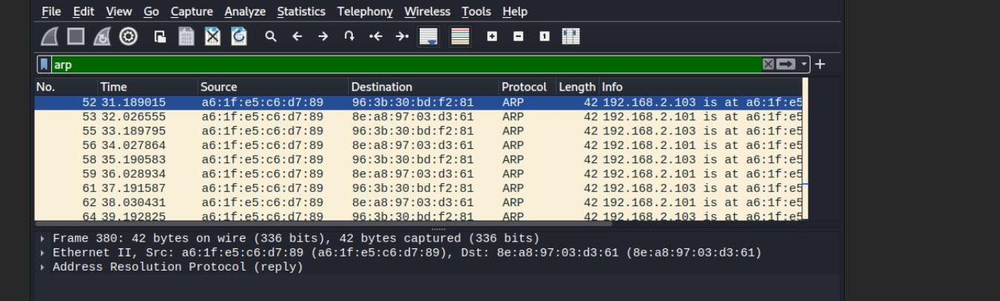 File Edit View Go Capture Analyze Statistics Telephony Wireless Tools Help
arp
No. Time Source Destination Protocol Length Info
52 31.189015 a6:1f:e5:c6:d7:89 96:3b:30:bd:f2:81 ARP 42 192.168.2.103 is at a6:1f:e5
53 32.026555 a6:1f:e5:c6:d7:89 8e:a8:97:03:d3:61 ARP 42 192.168.2.101 is at a6:1f:e5
55 33.189795 a6:1f:e5:c6:d7:89 96:3b:30:bd:f2:81 ARP 42 192.168.2.103 is at a6:1f:e5
56 34.027864 a6:1f:e5:c6:d7:89 8e:a8:97:03:d3:61 ARP 42 192.168.2.101 is at a6:1f:e5
58 35.190583 a6:1f:e5:c6:d7:89 96:3b:30:bd:f2:81 ARP 42 192.168.2.103 is at a6:1f:e5
59 36.028934 a6:1f:e5:c6:d7:89 8e:a8:97:03:d3:61 ARP 42 192.168.2.101 is at a6:1f:e5
61 37.191587 a6:1f:e5:c6:d7:89 96:3b:30:bd:f2:81 ARP 42 192.168.2.103 is at a6:1f:e5
62 38.030431 a6:1f:e5:c6:d7:89 8e:a8:97:03:d3:61 ARP 42 192.168.2.101 is at a6:1f:e5
64 39.192825 a6:1f:e5:c6:d7:89 96:3b:30:bd:f2:81 ARP 42 192.168.2.103 is at a6:1f:e5
Frame 380: 42 bytes on wire (336 bits), 42 bytes captured (336 bits)
Ethernet II, Src: a6:1f:e5:c6:d7:89 (a6:1f:e5:c6:d7:89), Dst: 8e:a8:97:03:d3:61 (8e:a8:97:03:d3:61)
Address Resolution Protocol (reply)